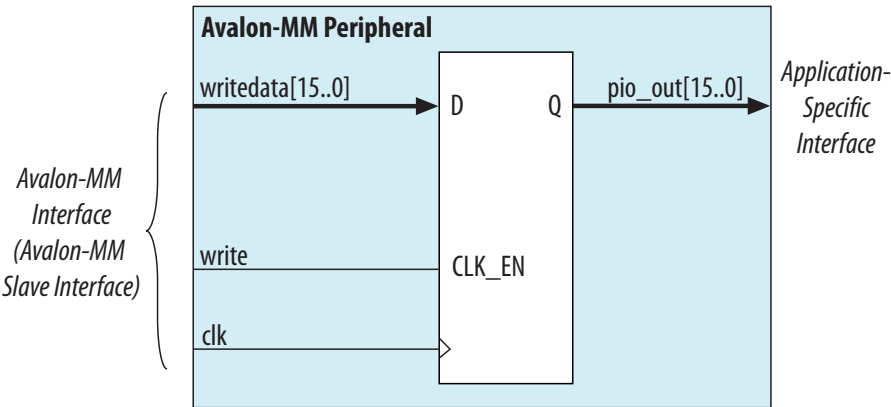 Avalon-MM Peripheral
writedata[15..0]
D
Q
pio_out[15..0]
Application-
Specific
Interface
Avalon-MM
Interface
(Avalon-MM
Slave Interface)
write
CLK_EN
clk